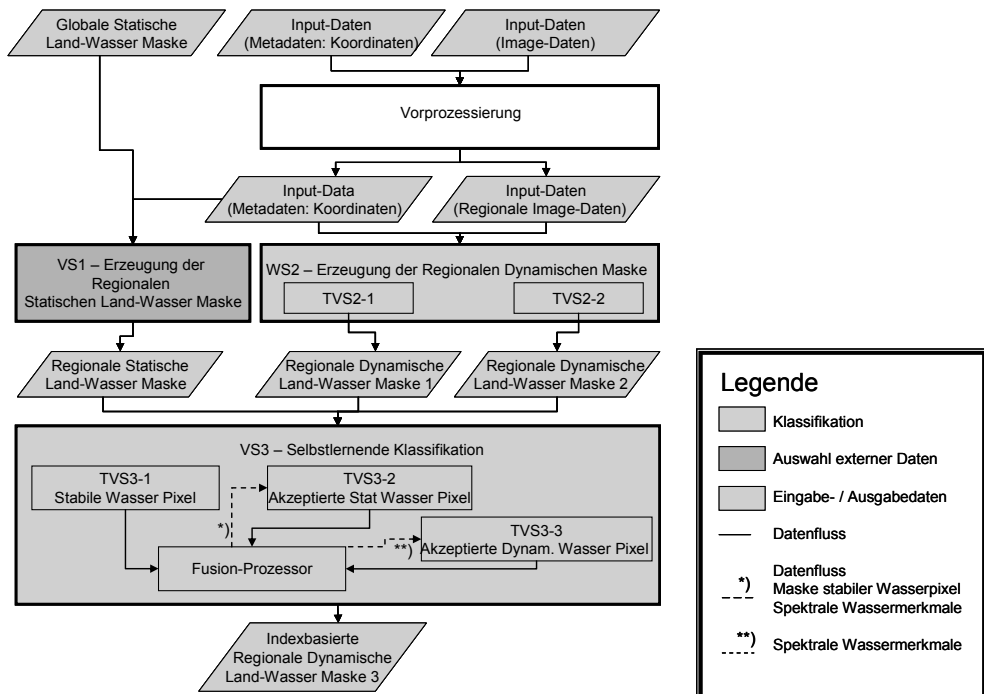 Globale Statische
Land-Wasser Maske
Input-Daten
(Metadaten: Koordinaten)
Input-Daten
(Image-Daten)
Vorprozessierung
Input-Data
(Metadaten: Koordinaten)
Input-Daten
(Regionale Image-Daten)
VS1 – Erzeugung der
Regionalen
Statischen Land-Wasser Maske
WS2 – Erzeugung der Regionalen Dynamischen Maske
TVS2-1
TVS2-2
Regionale Statische
Land-Wasser Maske
Regionale Dynamische
Land-Wasser Maske 1
Regionale Dynamische
Land-Wasser Maske 2
VS3 – Selbstlernende Klassifikation
TVS3-1
Stabile Wasser Pixel
TVS3-2
Akzeptierte Stat Wasser Pixel
*)
**)
TVS3-3
Akzeptierte Dynam. Wasser Pixel
Fusion-Prozessor
Indexbasierte
Regionale Dynamische
Land-Wasser Maske 3
Legende
Klassifikation
Auswahl externer Daten
Eingabe- / Ausgabedaten
Datenfluss
*)
Datenfluss
Maske stabiler Wasserpixel
Spektrale Wassermerkmale
**)
Spektrale Wassermerkmale